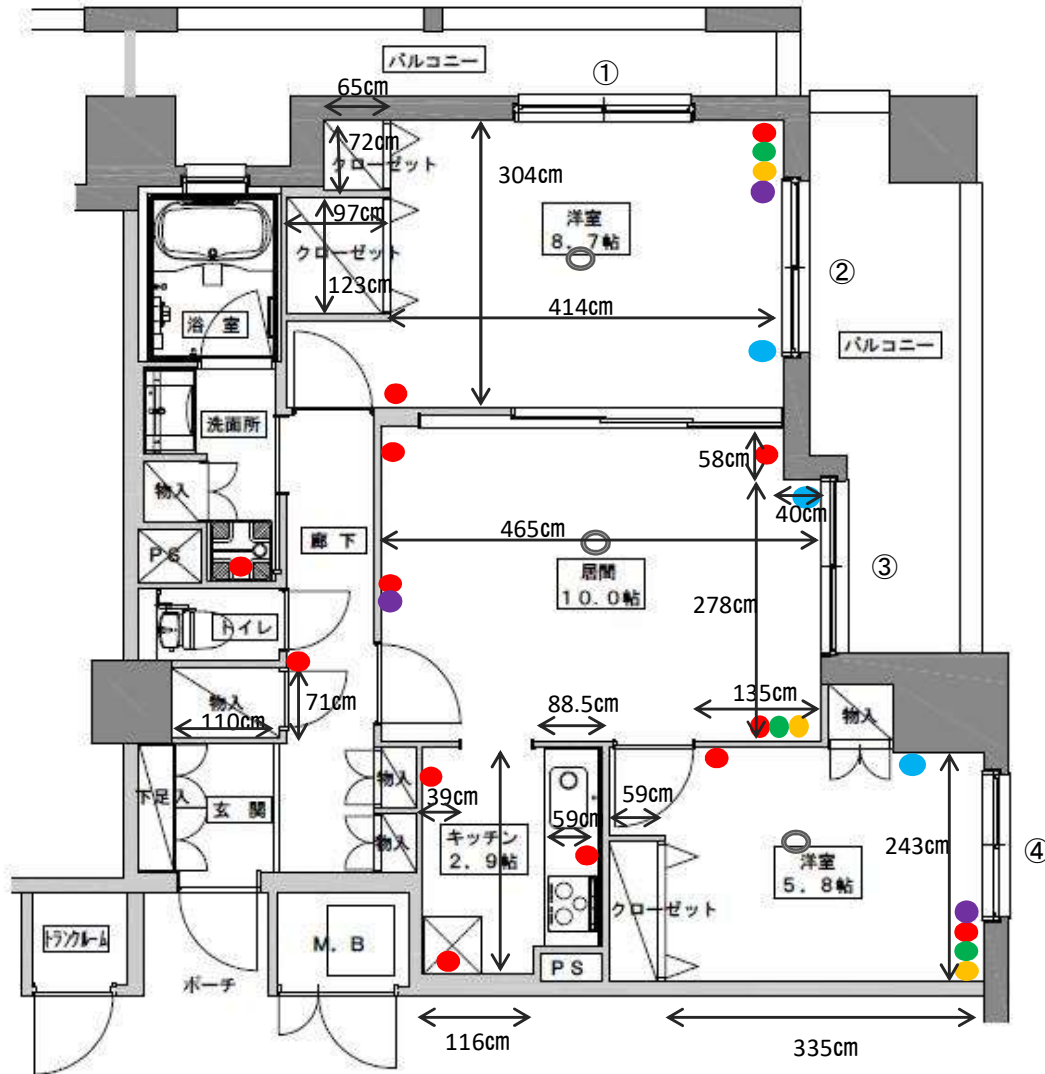 バルコニー
①
65㎝
72㎝
クローゼット
304㎝
洋室
8.7帖
97㎝
クローゼット
123㎝
②
414㎝
浴室
バルコニー
洗面所
58㎝
物入
40㎝
465㎝
廊下
PS
居間
10.0帖
③
278㎝
トイレ
物入
71㎝
110㎝
88.5㎝
135㎝
物入
下足入
玄関
物入
39㎝
59㎝
59㎝
キッチン
2.9帖
物入
243㎝
④
洋室
5.8帖
クローゼット
トランクルーム
M.B
PS
ポーチ
116㎝
335㎝